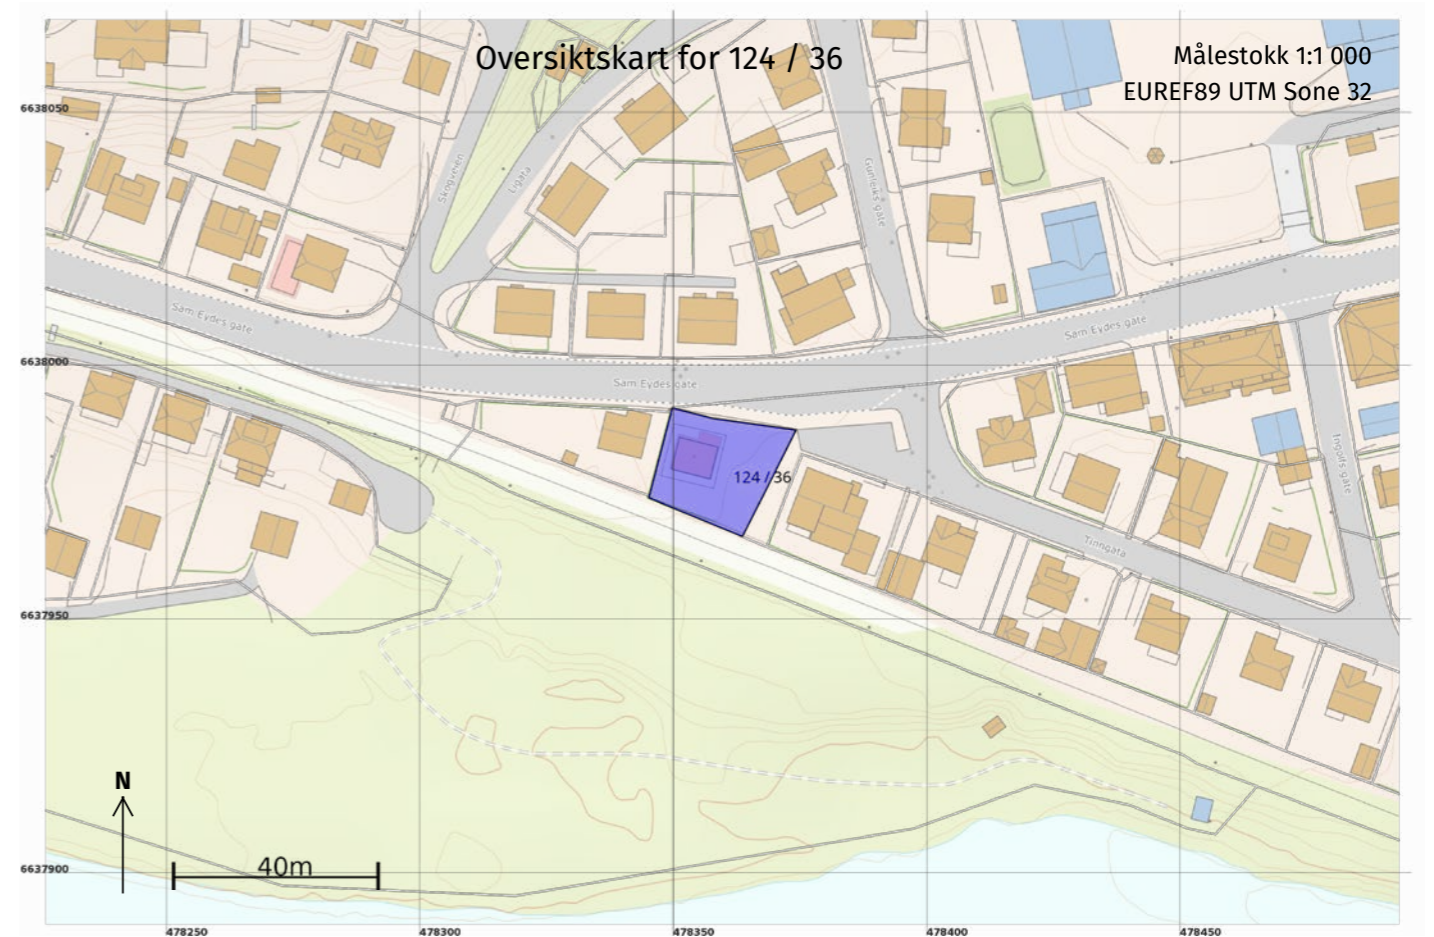 Oversiktskart for 124 / 36
Målestokk 1:1 000
EUREF89 UTM Sone 32
6638050
Skogveien
Ligata
Gunleiks gate
Sam Eydes gate
Sam Eydes gate
6638000
Sam Eydes gate
Ingolfs gate
124 / 36
Tinngata
6637950
N
40m
6637900
478250
478300
478350
478400
478450